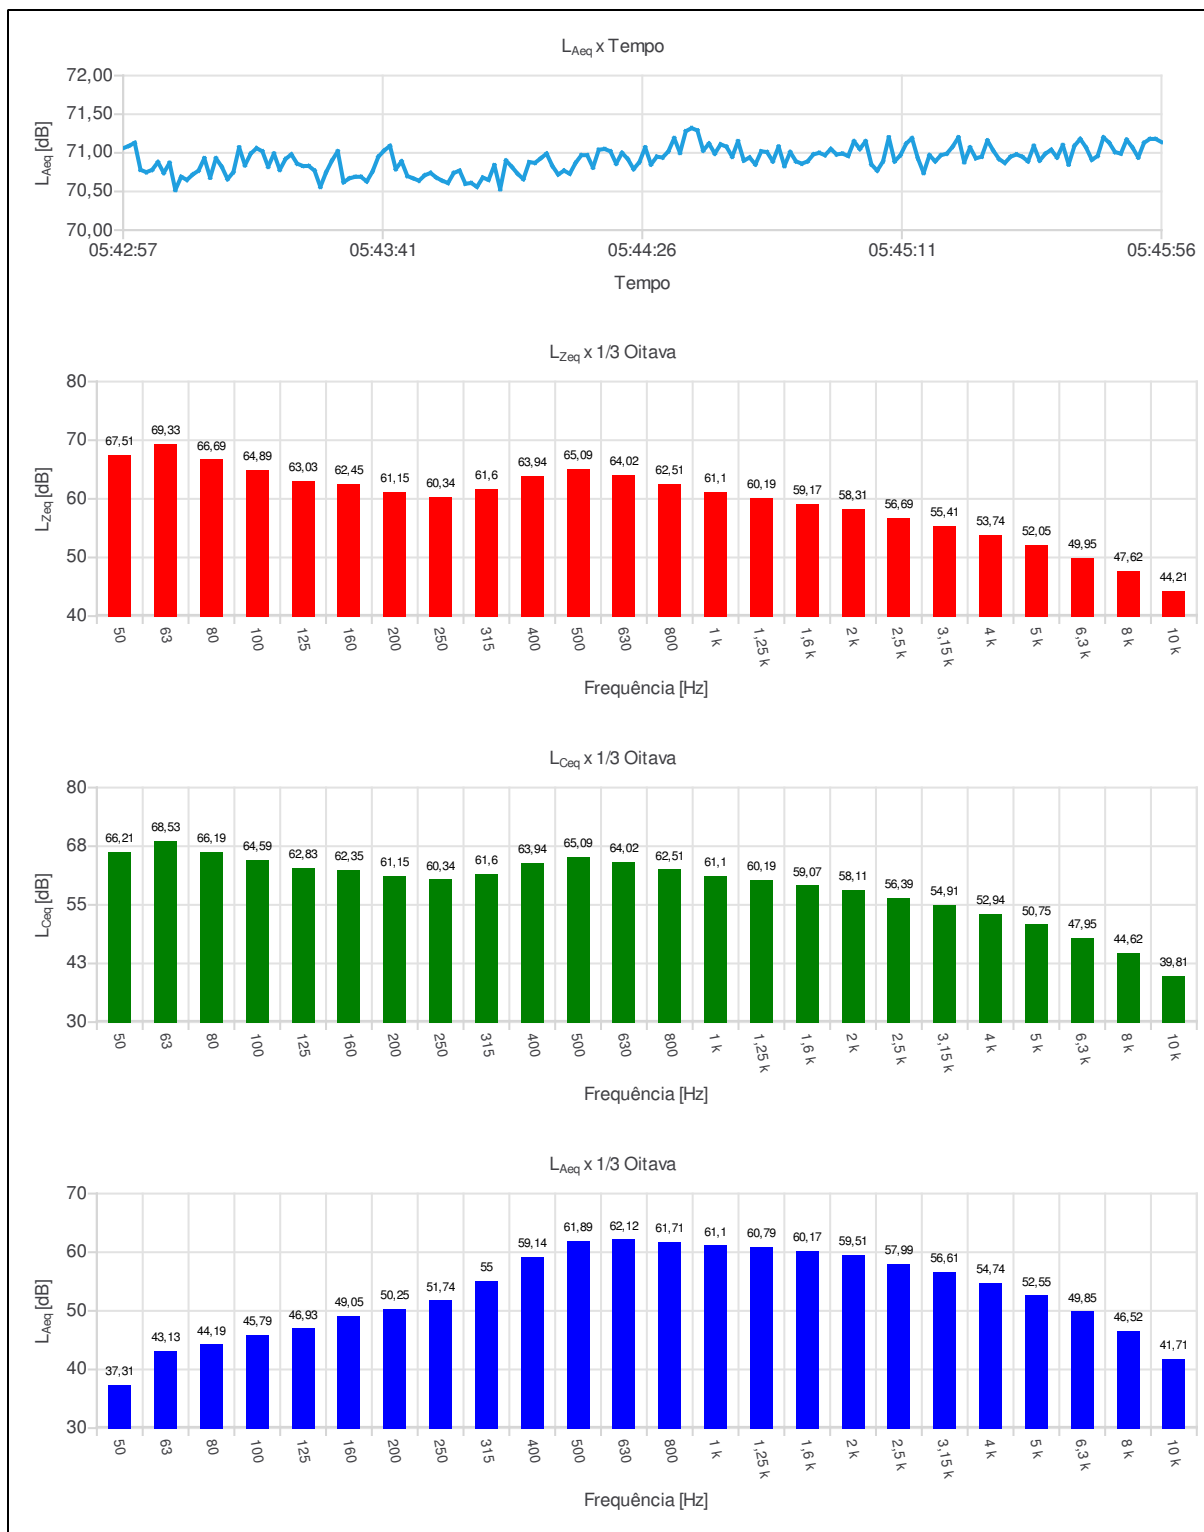 LAeq x Tempo
72,00
71,50
71,00
70,50
70,00
LAeq [dB]
05:42:57 05:43:41 05:44:26 05:45:11 05:45:56
Tempo
LZeq x 1/3 Oitava
80
70
60
50
40
LZeq [dB]
67,51 69,33 66,69 64,89 63,03 62,45 61,15 60,34 61,6 63,94 65,09 64,02 62,51 61,1 60,19 59,17 58,31 56,69 55,41 53,74 52,05 49,95 47,62 44,21
50 63 80 100 125 160 200 250 315 400 500 630 800 1 k 1,25 k 1,6 k 2 k 2,5 k 3,15 k 4 k 5 k 6,3 k 8 k 10 k
Frequência [Hz]
LCeq x 1/3 Oitava
80
68
55
43
30
LCeq [dB]
66,21 68,53 66,19 64,59 62,83 62,35 61,15 60,34 61,6 63,94 65,09 64,02 62,51 61,1 60,19 59,07 58,11 56,39 54,91 52,94 50,75 47,95 44,62 39,81
50 63 80 100 125 160 200 250 315 400 500 630 800 1 k 1,25 k 1,6 k 2 k 2,5 k 3,15 k 4 k 5 k 6,3 k 8 k 10 k
Frequência [Hz]
LAeq x 1/3 Oitava
70
60
50
40
30
LAeq [dB]
37,31 43,13 44,19 45,79 46,93 49,05 50,25 51,74 55 59,14 61,89 62,12 61,71 61,1 60,79 60,17 59,51 57,99 56,61 54,74 52,55 49,85 46,52 41,71
50 63 80 100 125 160 200 250 315 400 500 630 800 1 k 1,25 k 1,6 k 2 k 2,5 k 3,15 k 4 k 5 k 6,3 k 8 k 10 k
Frequência [Hz]